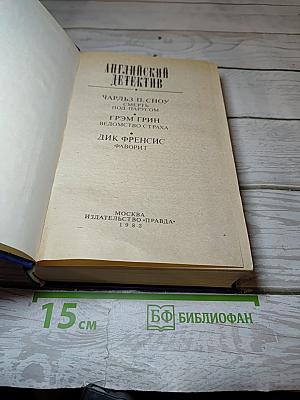 АНГЛИЙСКИЙ
ДЕТЕКТИВ
ЧАРЛЬЗ П. СНОУ
СМЕРТЬ
ПОД ПАРУСОМ
ГРЭМ ГРИН
ВЕДОМСТВО СТРАХА
ДИК ФРЕНСИС
ФАВОРИТ
МОСКВА
ИЗДАТЕЛЬСТВО «ПРАВДА»
1983
15 см
БФ БИБЛИОФАН